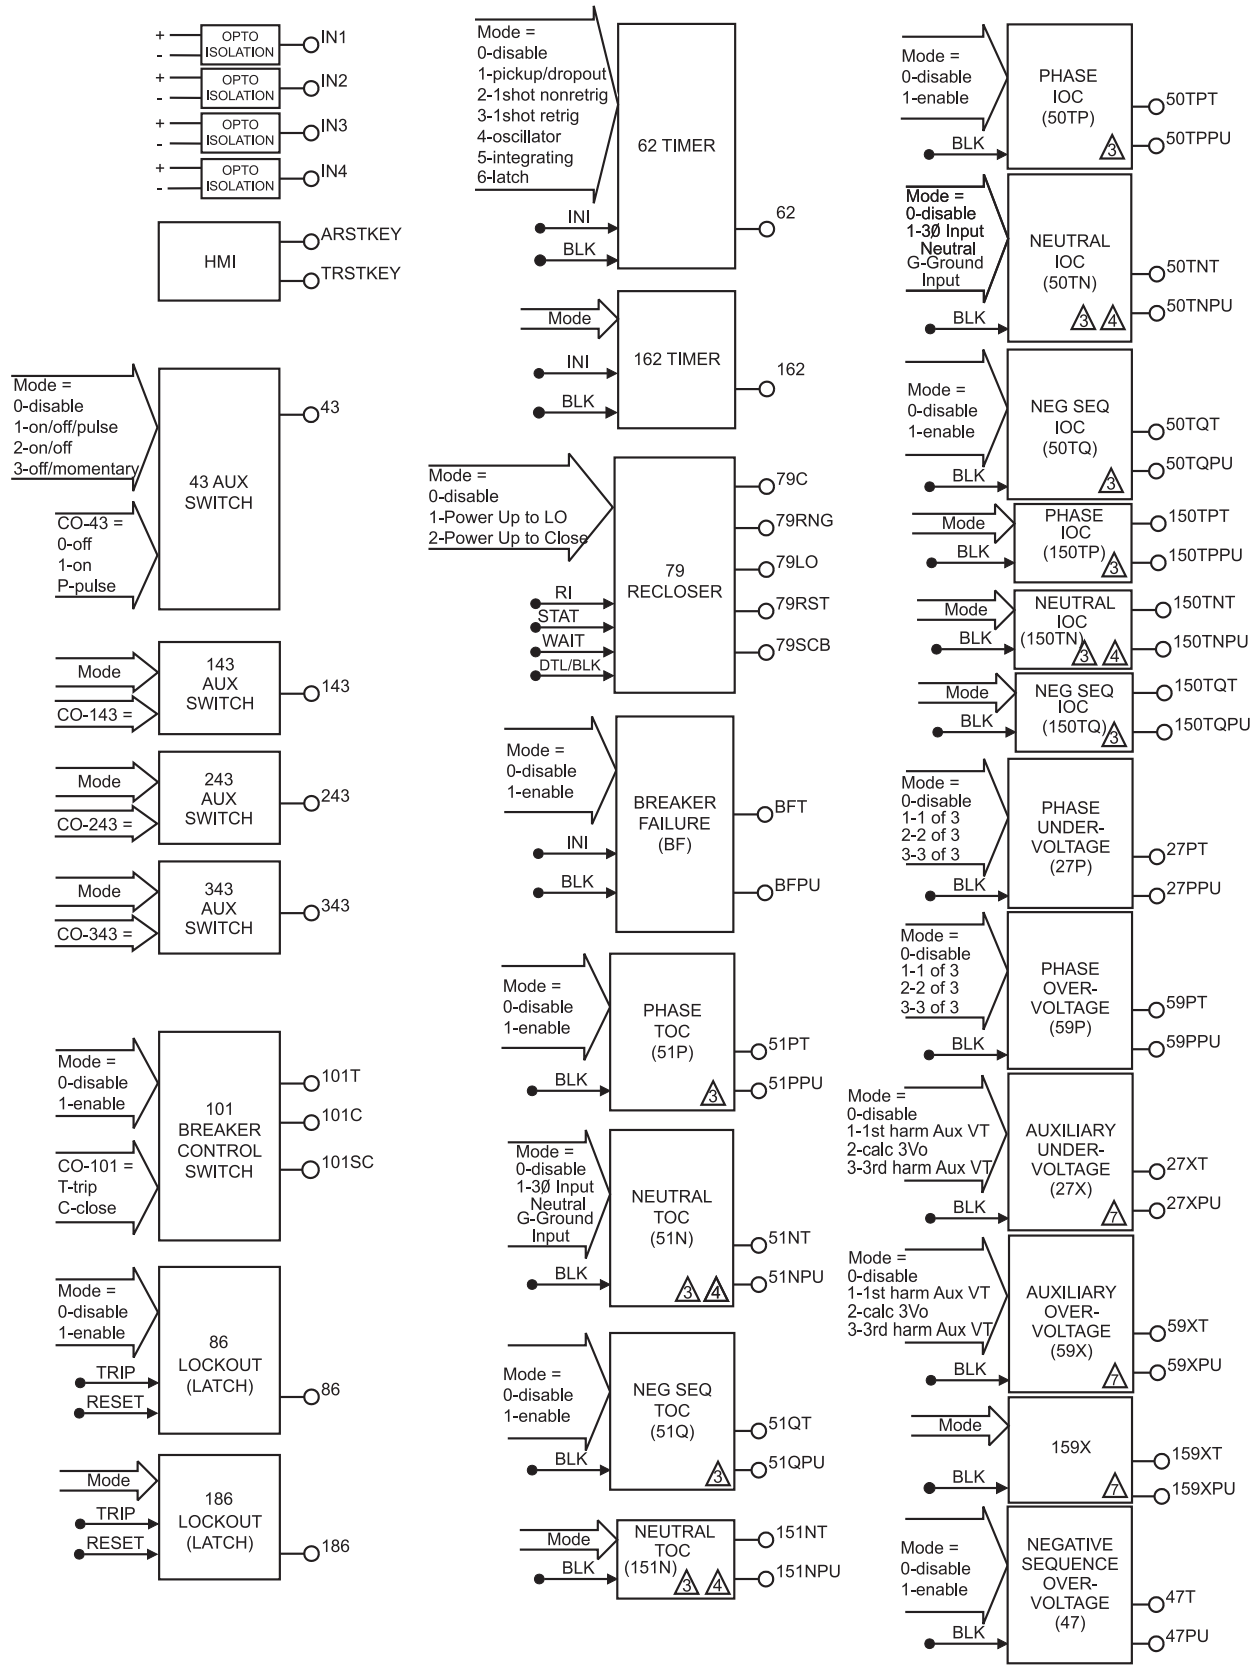 +
-
OPTO
ISOLATION
IN1
+
-
OPTO
ISOLATION
IN2
+
-
OPTO
ISOLATION
IN3
+
-
OPTO
ISOLATION
IN4
HMI
ARSTKEY
TRSTKEY
Mode =
0-disable
1-on/off/pulse
2-on/off
3-off/momentary
CO-43 =
0-off
1-on
P-pulse
43 AUX
SWITCH
43
Mode
CO-143 =
143
AUX
SWITCH
143
Mode
CO-243 =
243
AUX
SWITCH
243
Mode
CO-343 =
343
AUX
SWITCH
343
Mode =
0-disable
1-enable
CO-101 =
T-trip
C-close
101
BREAKER
CONTROL
SWITCH
101T
101C
101SC
Mode =
0-disable
1-enable
TRIP
RESET
86
LOCKOUT
(LATCH)
86
Mode
TRIP
RESET
186
LOCKOUT
(LATCH)
186
Mode =
0-disable
1-pickup/dropout
2-1shot nonretrig
3-1shot retrig
4-oscillator
5-integrating
6-latch
INI
BLK
62 TIMER
62
Mode
INI
BLK
162 TIMER
162
Mode =
0-disable
1-Power Up to LO
2-Power Up to Close
RI
STAT
WAIT
DTL/BLK
79
RECLOSER
79C
79RNG
79LO
79RST
79SCB
Mode =
0-disable
1-enable
INI
BLK
BREAKER
FAILURE
(BF)
BFT
BFPU
Mode =
0-disable
1-enable
BLK
PHASE
TOC
(51P)
3
51PT
51PPU
Mode =
0-disable
1-3Ø Input
Neutral
G-Ground
Input
BLK
NEUTRAL
TOC
(51N)
3 4
51NT
51NPU
Mode =
0-disable
1-enable
BLK
NEG SEQ
TOC
(51Q)
3
51QT
51QPU
Mode
BLK
NEUTRAL
TOC
(151N)
3 4
151NT
151NPU
Mode =
0-disable
1-enable
BLK
PHASE
IOC
(50TP)
3
50TPT
50TPPU
Mode =
0-disable
1-3Ø Input
Neutral
G-Ground
Input
BLK
NEUTRAL
IOC
(50TN)
3 4
50TNT
50TNPU
Mode =
0-disable
1-enable
BLK
NEG SEQ
IOC
(50TQ)
3
50TQT
50TQPU
Mode
BLK
PHASE
IOC
(150TP)
3
150TPT
150TPPU
Mode
BLK
NEUTRAL
IOC
(150TN)
3 4
150TNT
150TNPU
Mode
BLK
NEG SEQ
IOC
(150TQ)
3
150TQT
150TQPU
Mode =
0-disable
1-1 of 3
2-2 of 3
3-3 of 3
BLK
PHASE
UNDER-
VOLTAGE
(27P)
27PT
27PPU
Mode =
0-disable
1-1 of 3
2-2 of 3
3-3 of 3
BLK
PHASE
OVER-
VOLTAGE
(59P)
59PT
59PPU
Mode =
0-disable
1-1st harm Aux VT
2-calc 3Vo
3-3rd harm Aux VT
BLK
AUXILIARY
UNDER-
VOLTAGE
(27X)
7
27XT
27XPU
Mode =
0-disable
1-1st harm Aux VT
2-calc 3Vo
3-3rd harm Aux VT
BLK
AUXILIARY
OVER-
VOLTAGE
(59X)
7
59XT
59XPU
Mode
BLK
159X
7
159XT
159XPU
Mode =
0-disable
1-enable
BLK
NEGATIVE
SEQUENCE
OVER-
VOLTAGE
(47)
47T
47PU